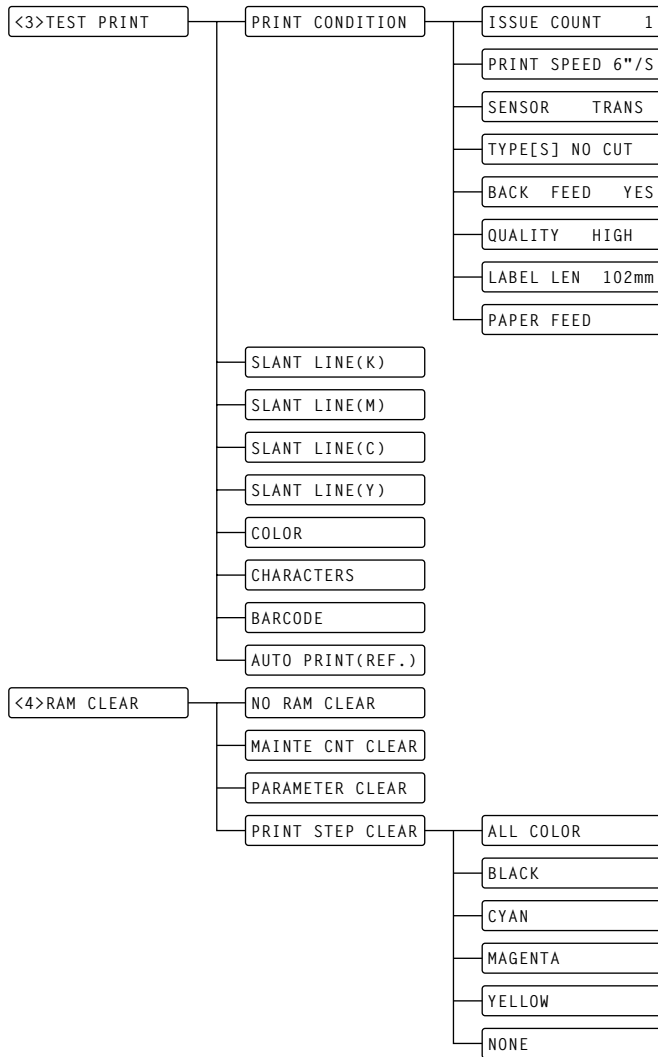 <3>TEST PRINT
PRINT CONDITION
ISSUE COUNT 1
PRINT SPEED 6"/S
SENSOR TRANS
TYPE[S] NO CUT
BACK FEED YES
QUALITY HIGH
LABEL LEN 102mm
PAPER FEED
SLANT LINE(K)
SLANT LINE(M)
SLANT LINE(C)
SLANT LINE(Y)
COLOR
CHARACTERS
BARCODE
AUTO PRINT(REF.)
<4>RAM CLEAR
NO RAM CLEAR
MAINTE CNT CLEAR
PARAMETER CLEAR
PRINT STEP CLEAR
ALL COLOR
BLACK
CYAN
MAGENTA
YELLOW
NONE